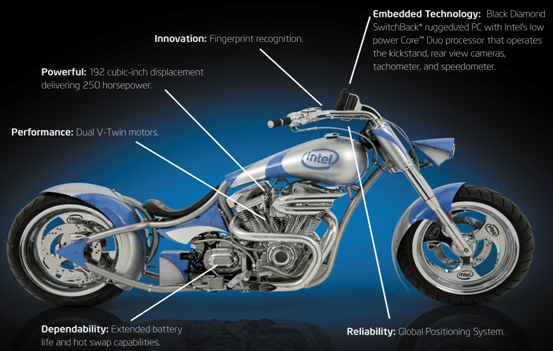 Embedded Technology: Black Diamond
SwitchBack* ruggedized PC with Intel's low
power Core™ Duo processor that operates
the kickstand, rear view cameras,
tachometer, and speedometer.
Innovation: Fingerprint recognition.
Powerful: 192 cubic-inch displacement
delivering 250 horsepower.
Performance: Dual V-Twin motors.
intel
intel
Dependability: Extended battery
life and hot swap capabilities.
Reliability: Global Positioning System.